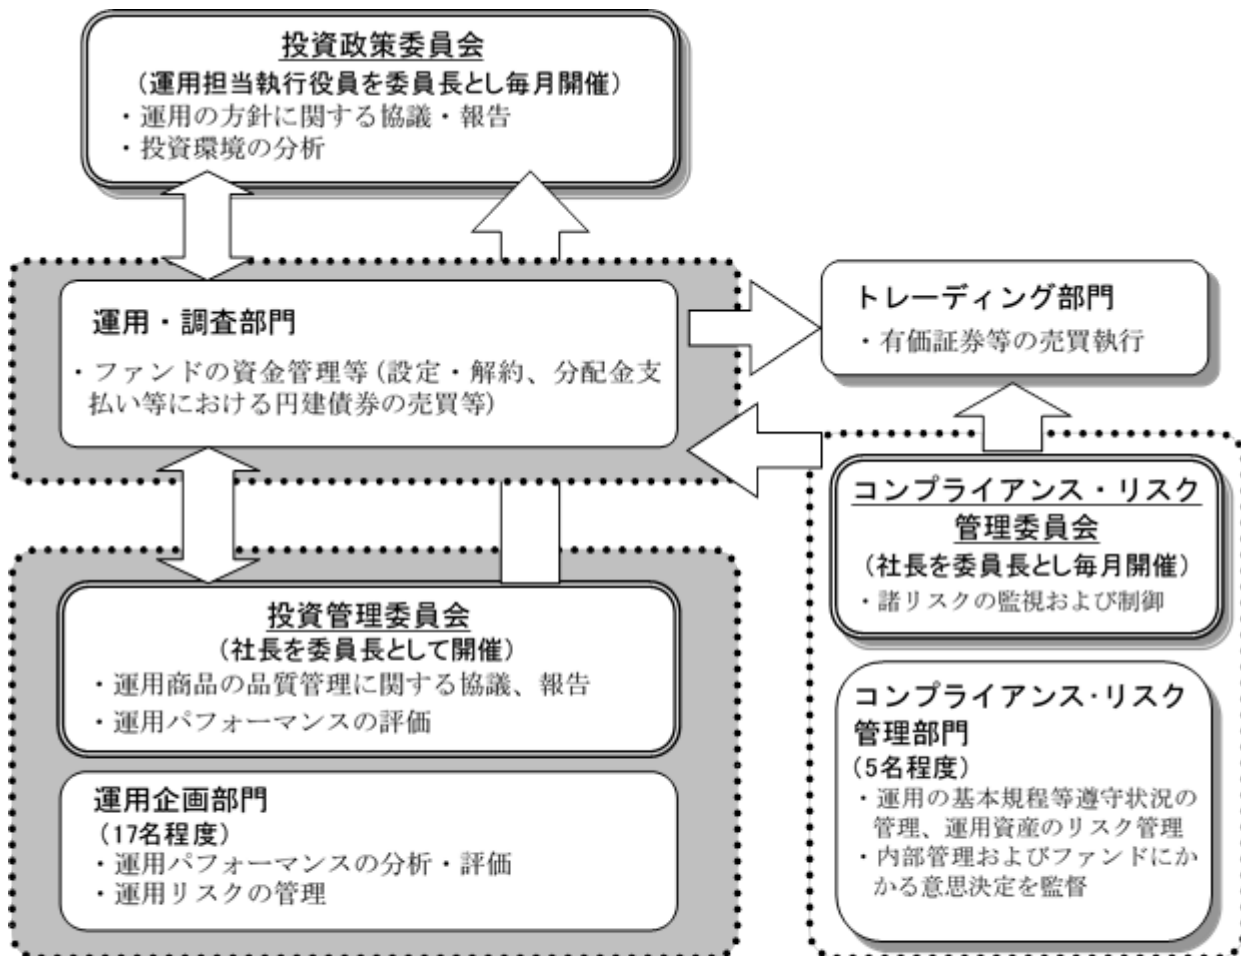 投資政策委員会
(運用担当執行役員を委員長とし毎月開催)
・運用の方針に関する協議・報告
・投資環境の分析
運用・調査部門
・ファンドの資金管理等(設定・解約、分配金支
払い等における円建債券の売買等)
トレーディング部門
・有価証券等の売買執行
コンプライアンス・リスク
管理委員会
(社長を委員長とし毎月開催)
・諸リスクの監視および制御
投資管理委員会
(社長を委員長として開催)
・運用商品の品質管理に関する協議、報告
・運用パフォーマンスの評価
運用企画部門
(17名程度)
・運用パフォーマンスの分析・評価
・運用リスクの管理
コンプライアンス・リスク
管理部門
(5名程度)
・運用の基本規程等遵守状況の
管理、運用資産のリスク管理
・内部管理およびファンドにか
かる意思決定を監督